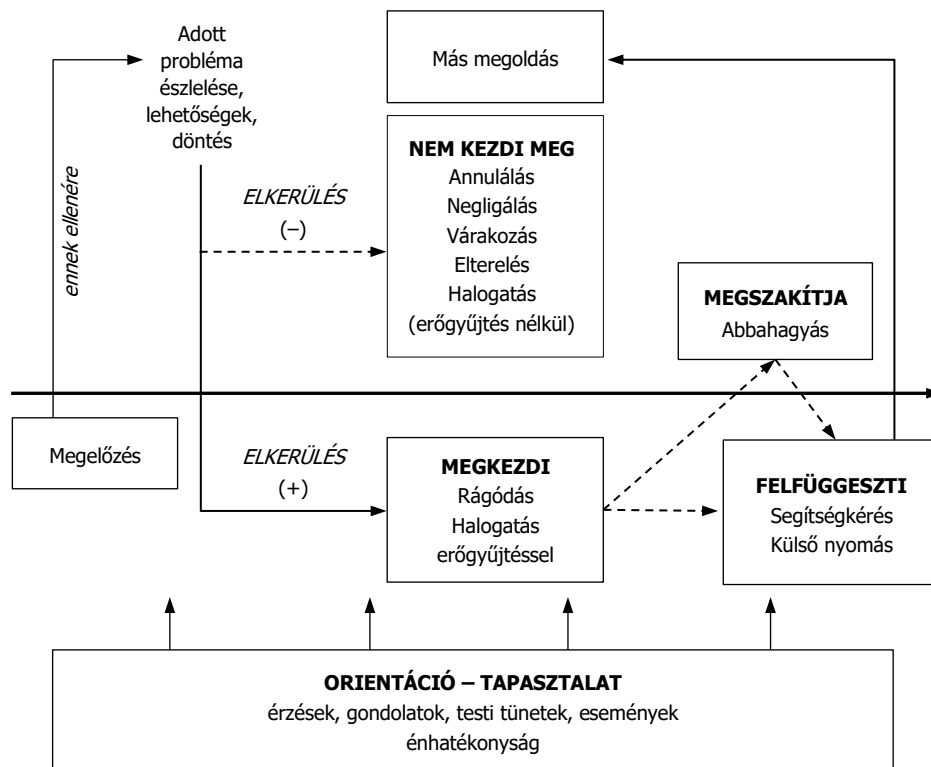 Adott
probléma
észlelése,
lehetőségek,
döntés
Más megoldás
NEM KEZDI MEG
Annulálás
Negligálás
Várakozás
Elterelés
Halogatás
(erőgyűjtés nélkül)
ELKERÜLÉS
(–)
ennek ellenére
MEGSZAKÍTJA
Abbahagyás
Megelőzés
ELKERÜLÉS
(+)
MEGKEZDI
Rágódás
Halogatás
erőgyűjtéssel
FELFÜGGESZTI
Segítségkérés
Külső nyomás
ORIENTÁCIÓ – TAPASZTALAT
érzések, gondolatok, testi tünetek, események
énhatékonyság